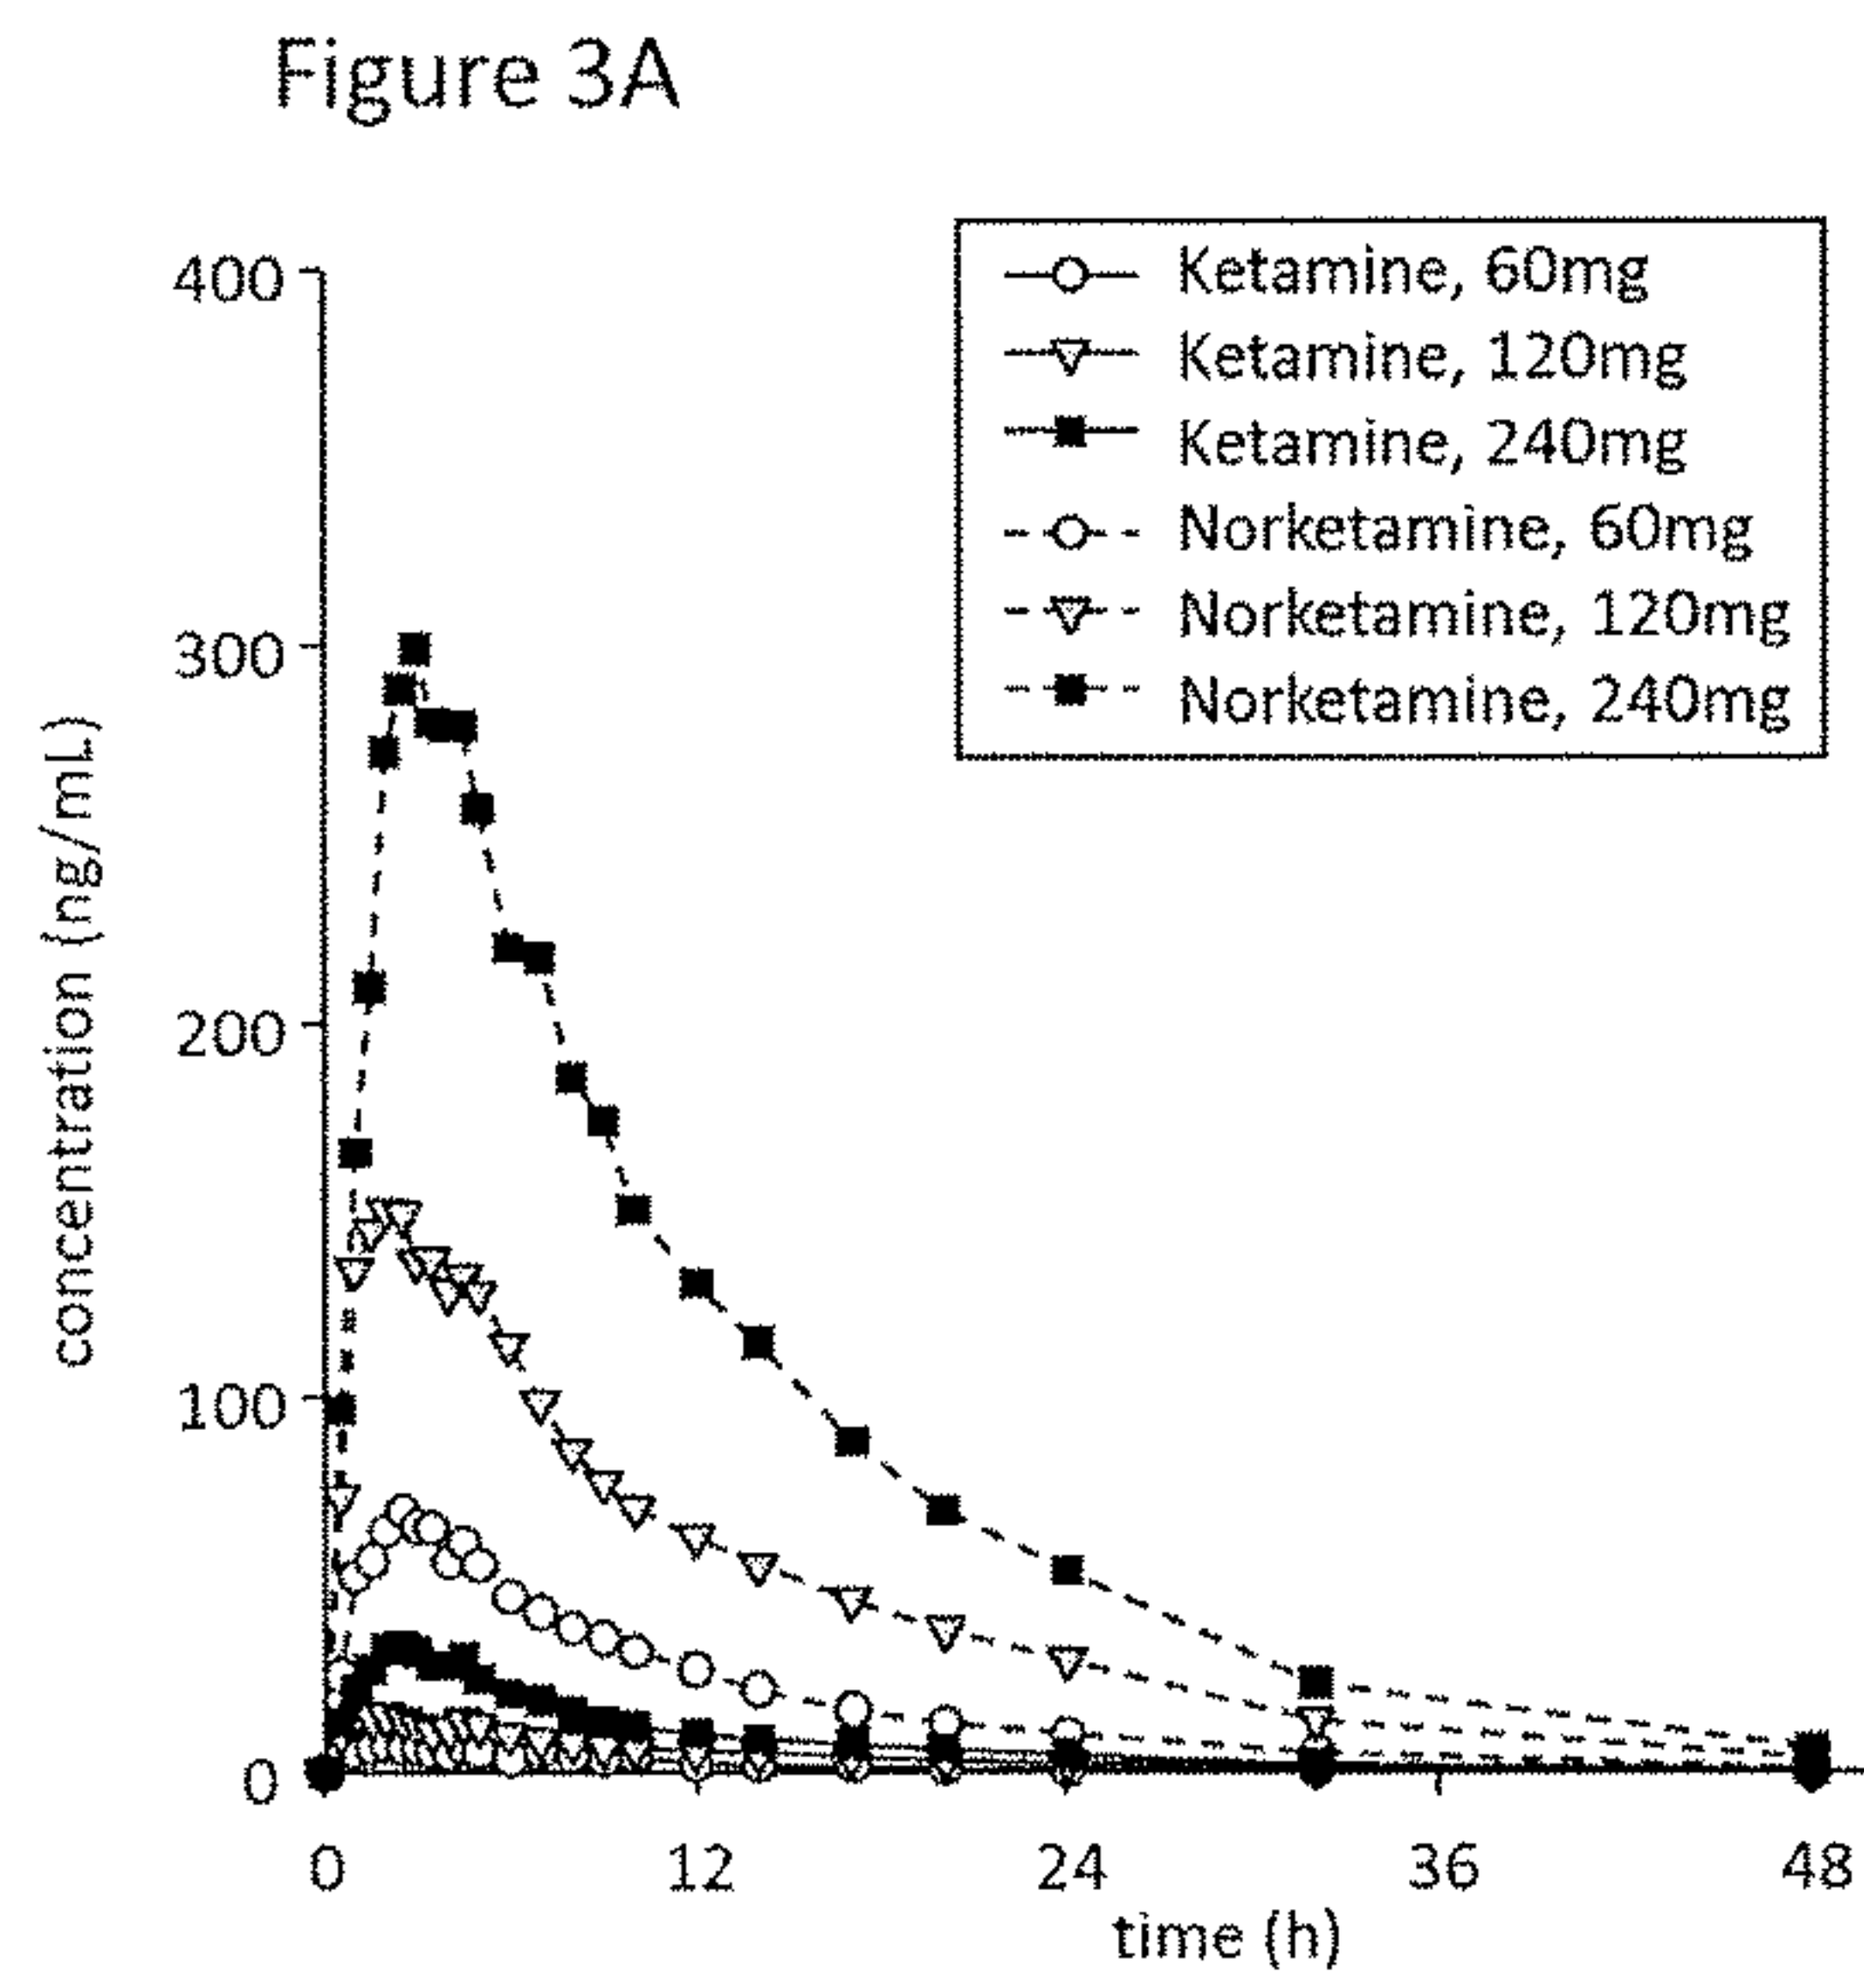 Figure 3A
Ketamine, 60mg
Ketamine, 120mg
Ketamine, 240mg
Norketamine, 60mg
Norketamine, 120mg
Norketamine, 240mg
concentration (ng/mL)
400
300
200
100
0
0 12 24 36 48
time (h)